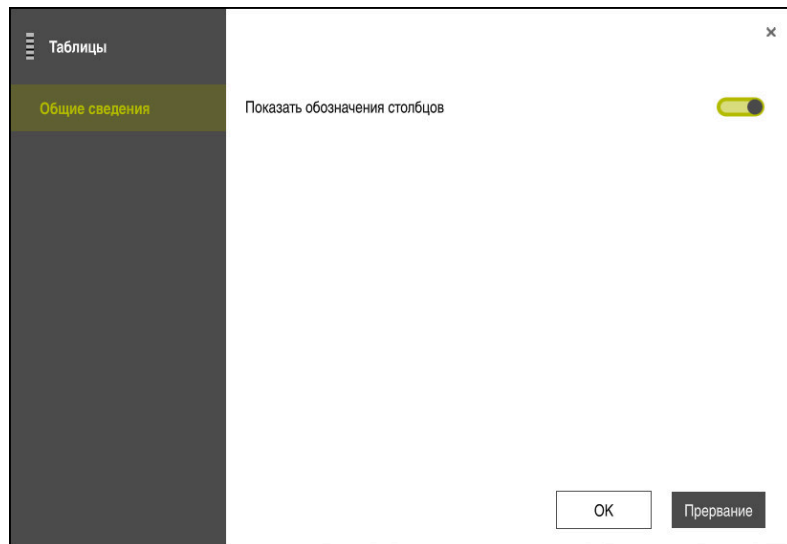 Таблицы
Общие сведения
Показать обозначения столбцов
OK
Прервание